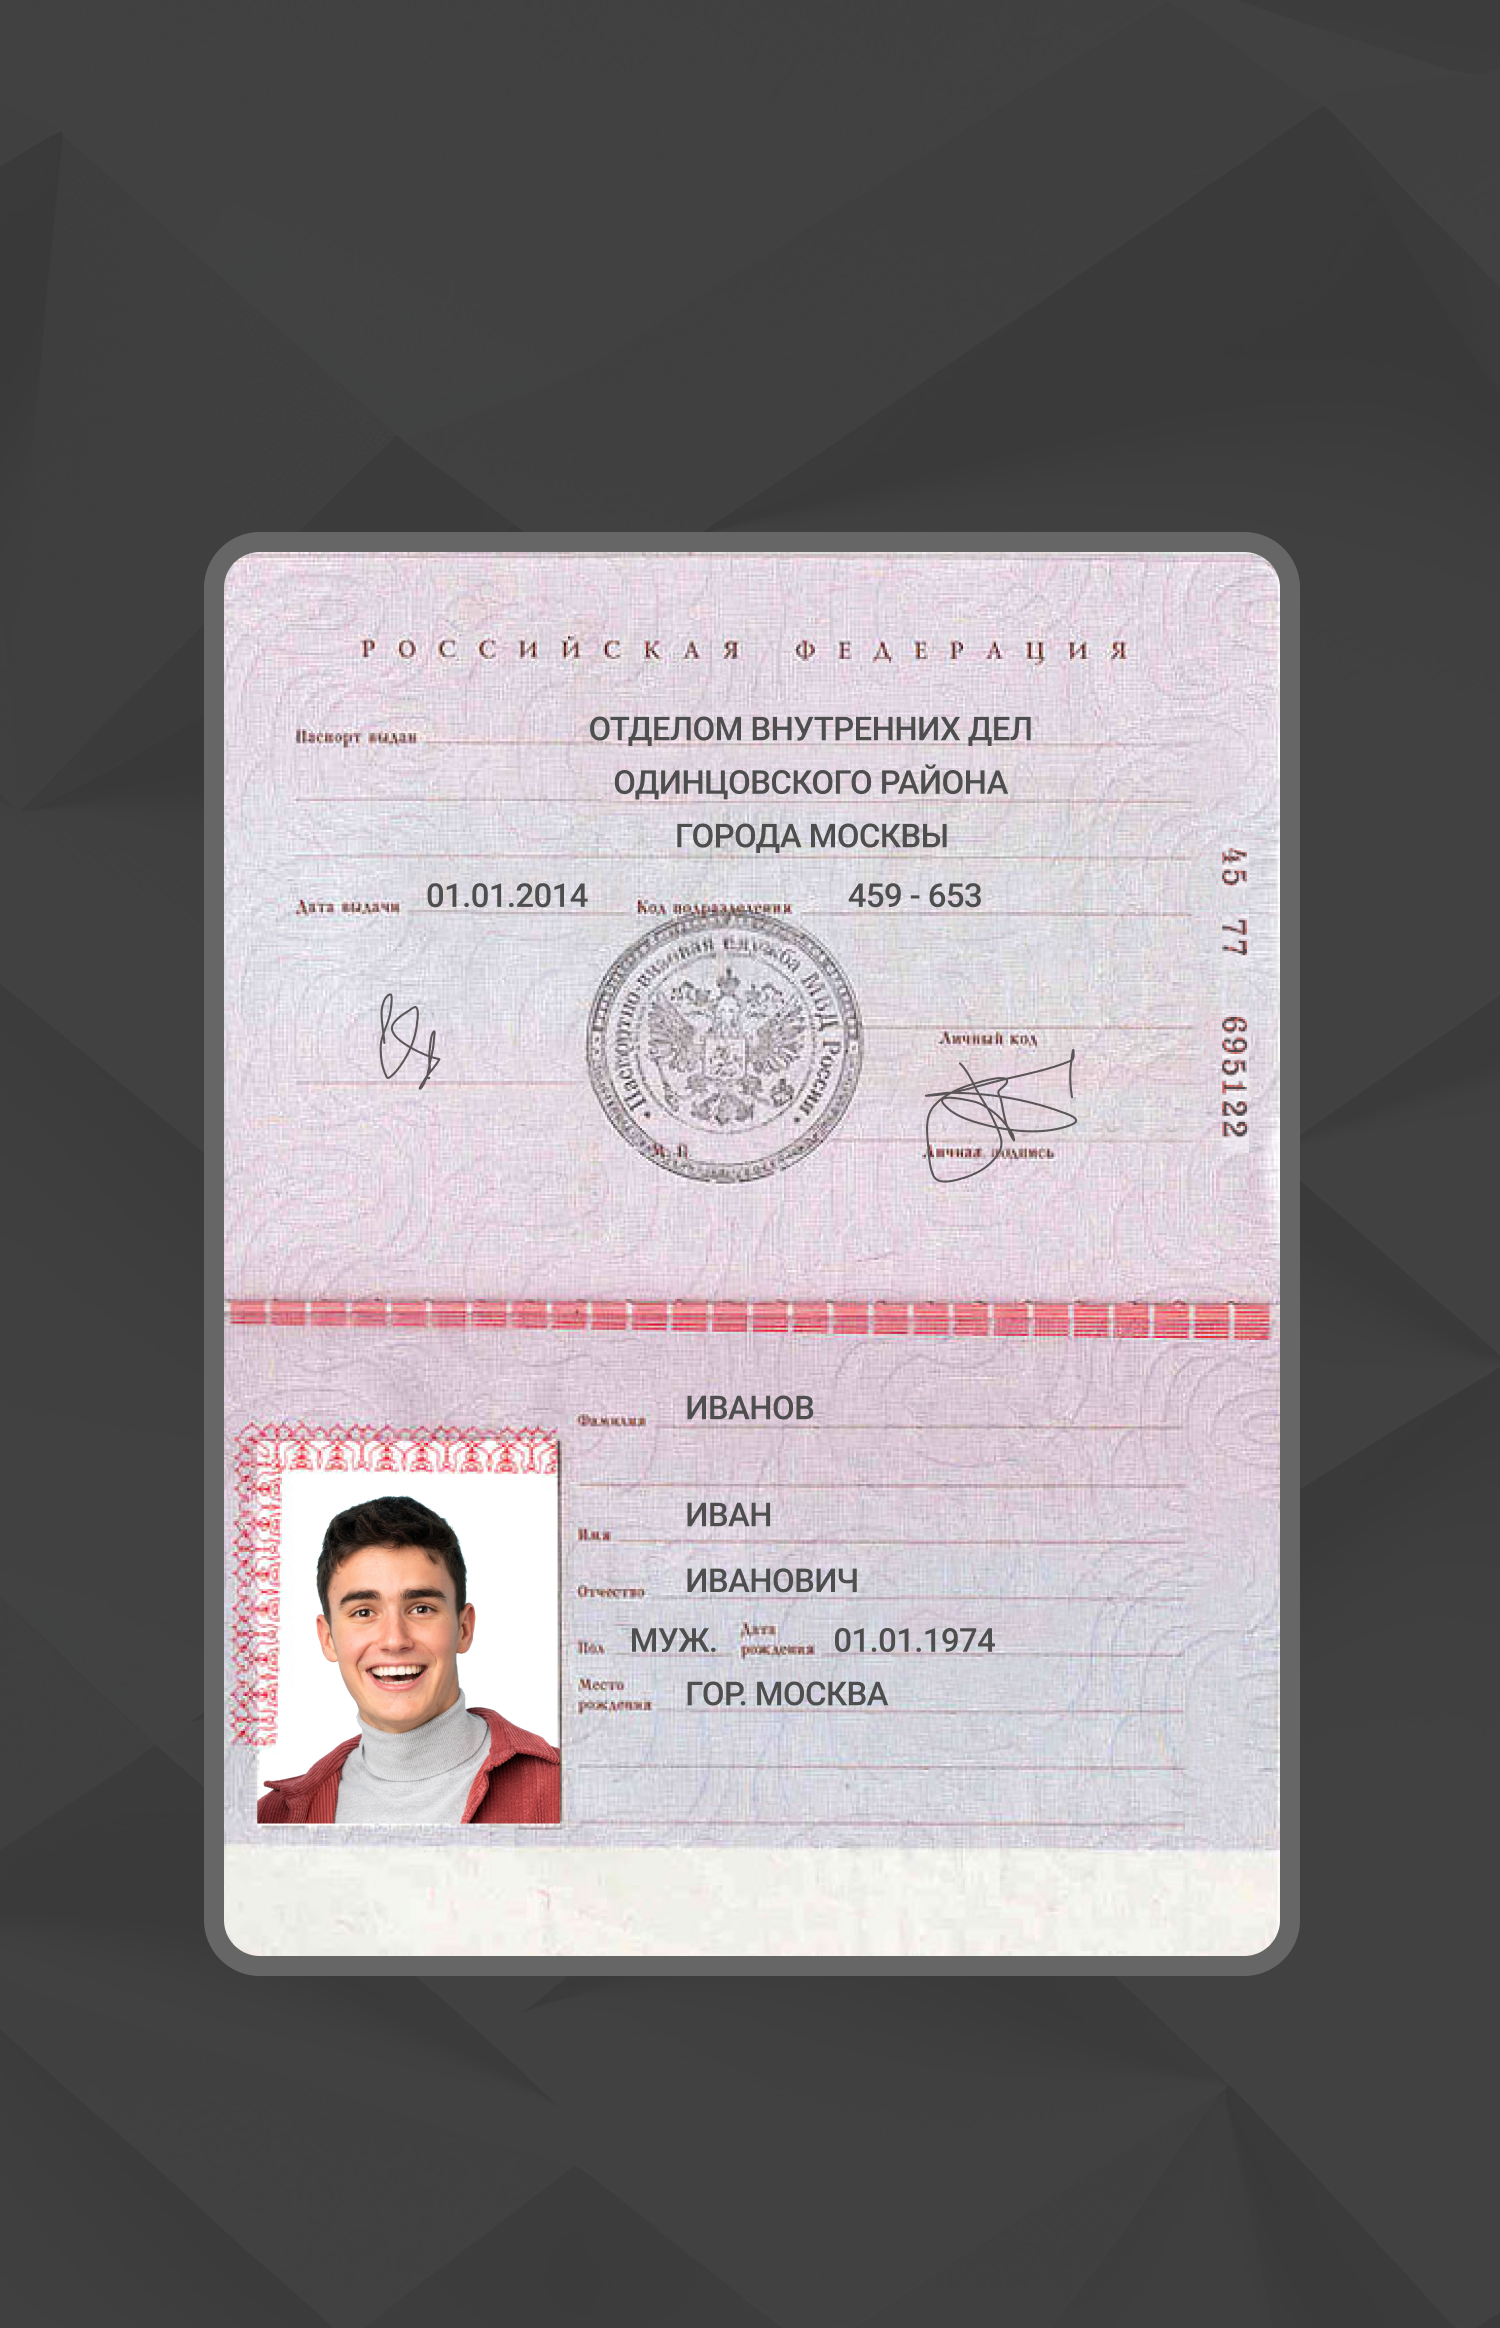 РОССИЙСКАЯ ФЕДЕРАЦИЯ
Паспорт выдан ОТДЕЛОМ ВНУТРЕННИХ ДЕЛ
ОДИНЦОВСКОГО РАЙОНА
ГОРОДА МОСКВЫ
Дата выдачи 01.01.2014 Код подразделения 459 - 653
45 77 695122
Паспортно-визовая служба МВД России
Личный код
М. П. Личная подпись
Фамилия ИВАНОВ
Имя ИВАН
Отчество ИВАНОВИЧ
Пол МУЖ. Дата рождения 01.01.1974
Место рождения ГОР. МОСКВА